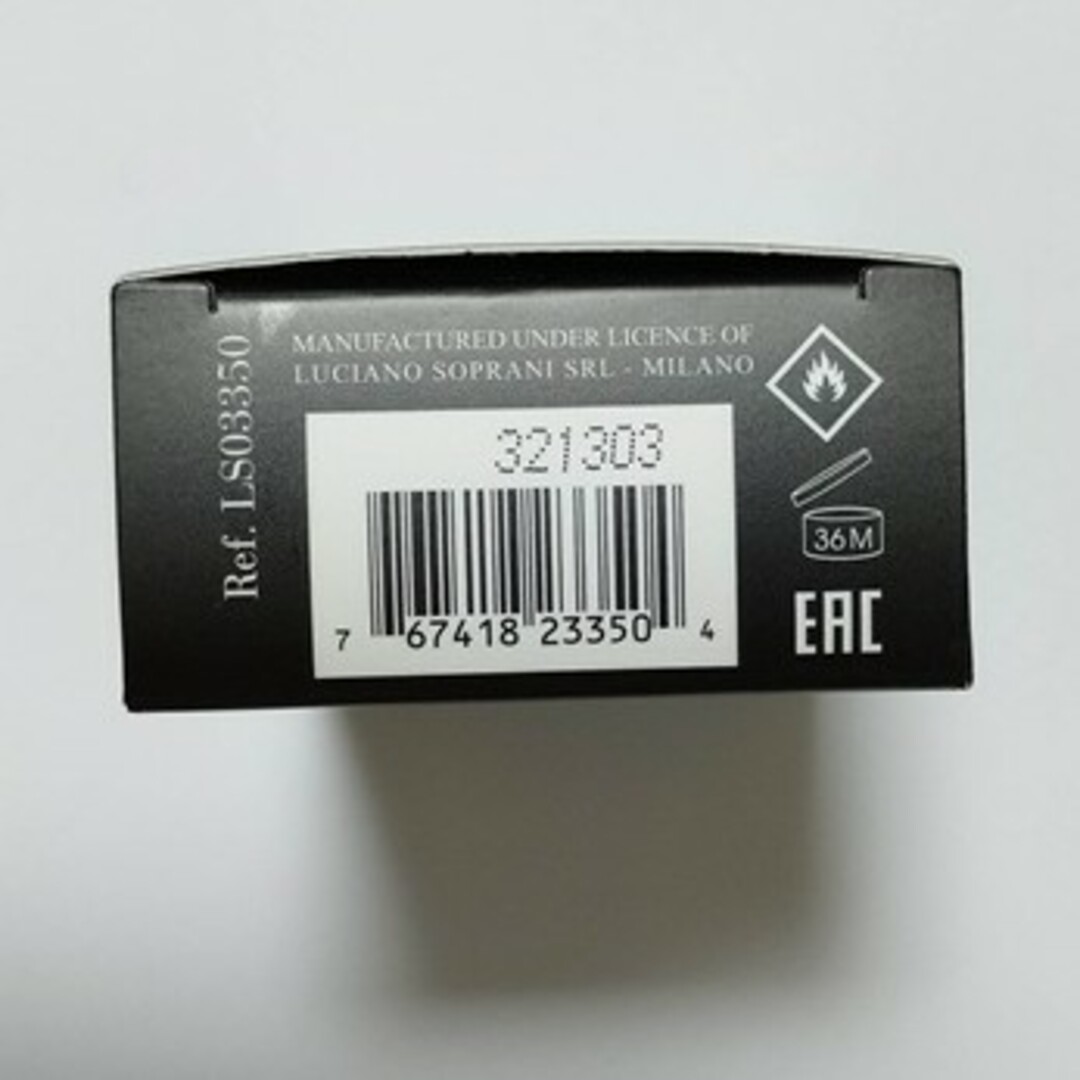 MANUFACTURED UNDER LICENCE OF
LUCIANO SOPRANI SRL - MILANO
Ref. LS03350
321303
7 67418 23350 4
36M
EAC